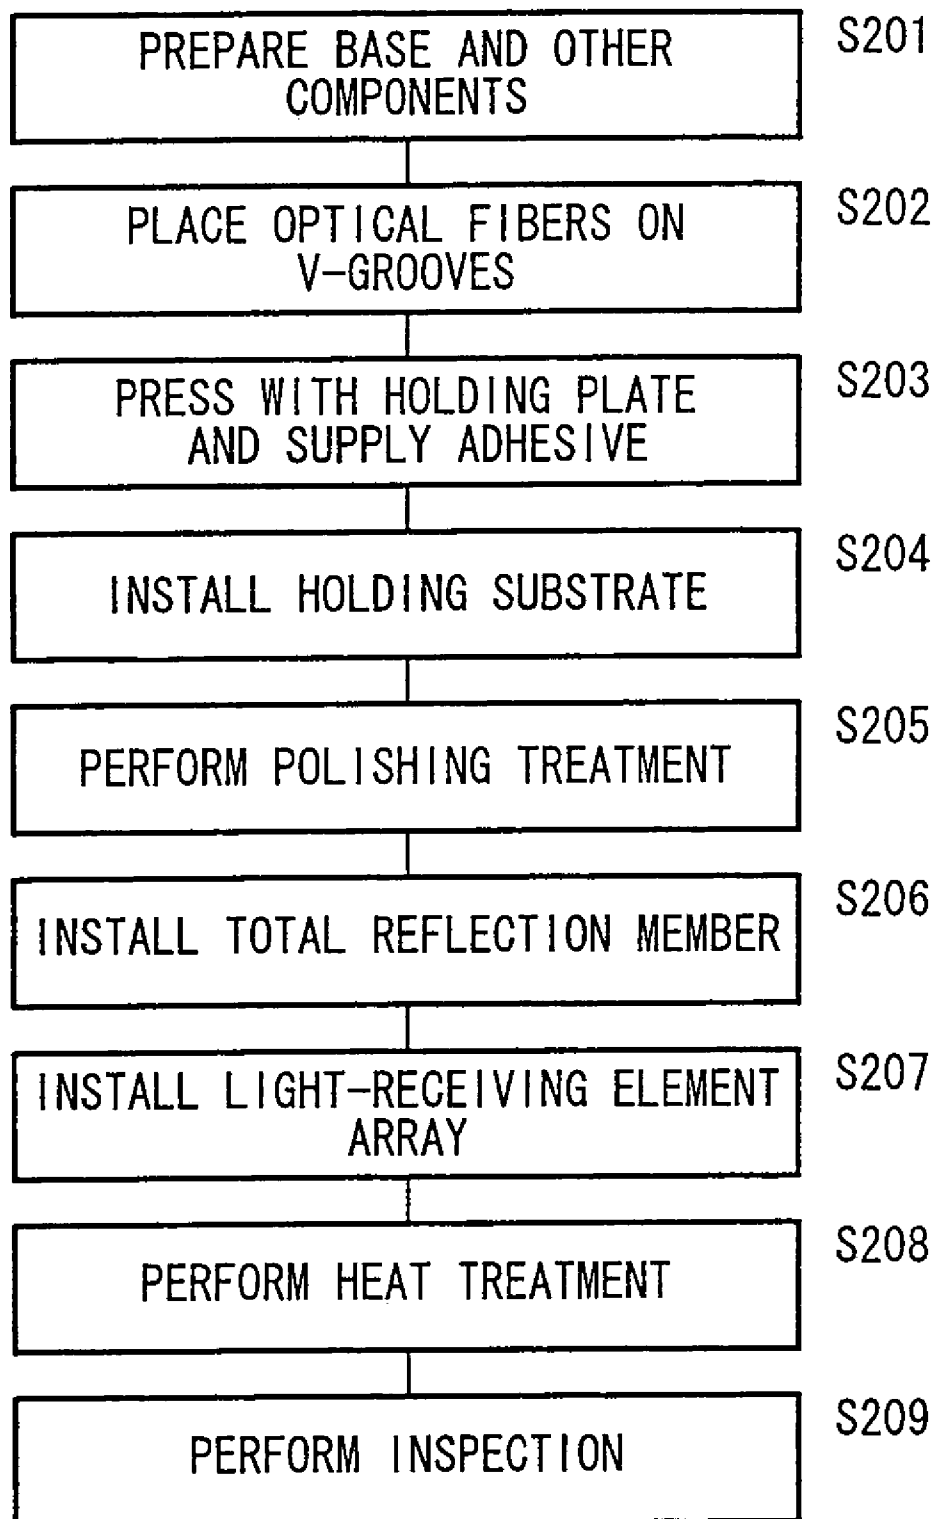 PREPARE BASE AND OTHER
COMPONENTS
S201
PLACE OPTICAL FIBERS ON
V-GROOVES
S202
PRESS WITH HOLDING PLATE
AND SUPPLY ADHESIVE
S203
INSTALL HOLDING SUBSTRATE
S204
PERFORM POLISHING TREATMENT
S205
INSTALL TOTAL REFLECTION MEMBER
S206
INSTALL LIGHT-RECEIVING ELEMENT
ARRAY
S207
PERFORM HEAT TREATMENT
S208
PERFORM INSPECTION
S209